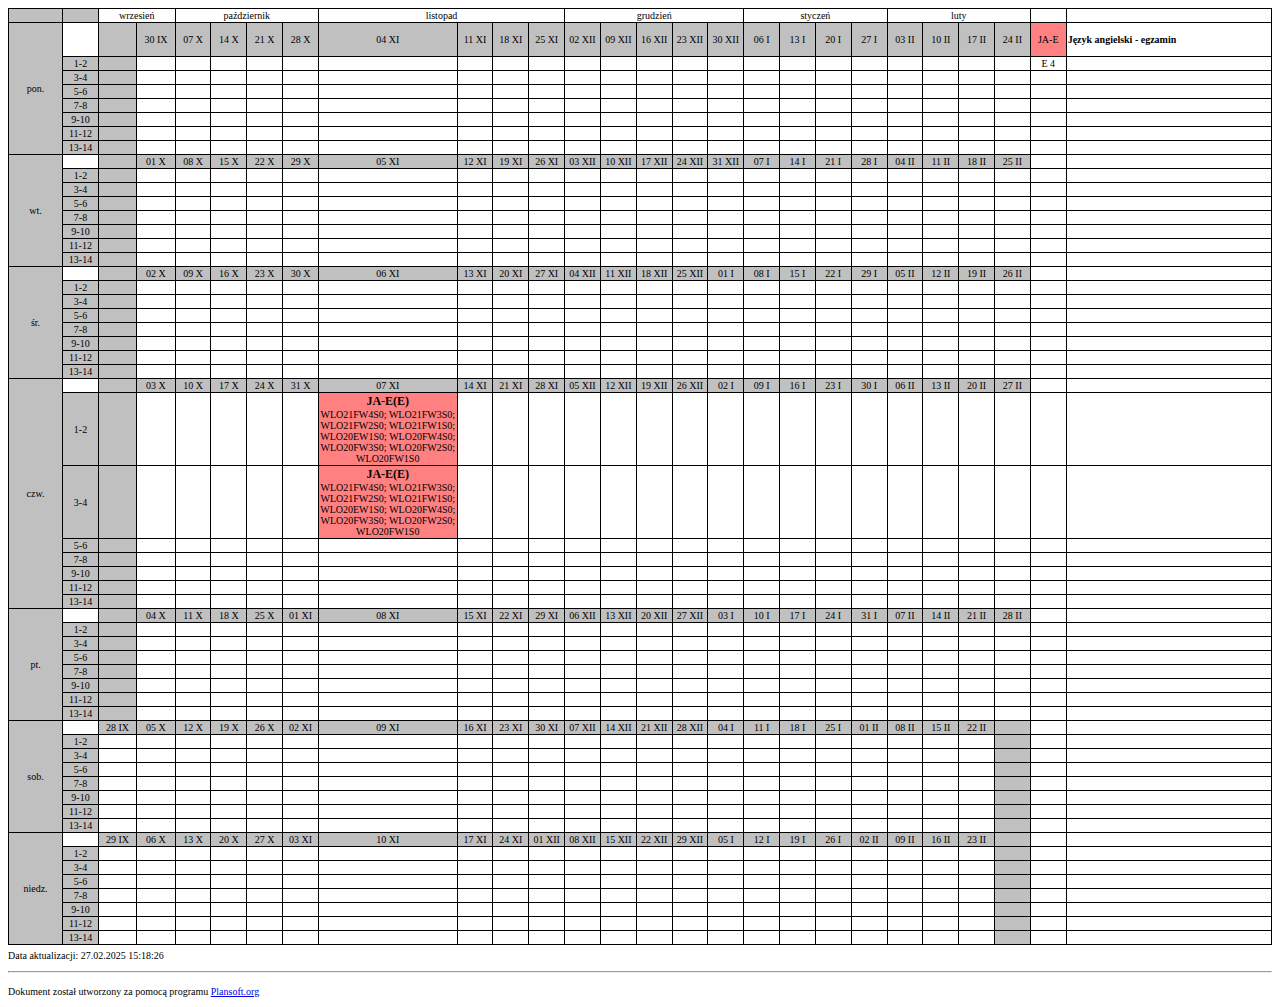 wrzesień październik listopad grudzień styczeń luty
pon. 30 IX 07 X 14 X 21 X 28 X 04 XI 11 XI 18 XI 25 XI 02 XII 09 XII 16 XII 23 XII 30 XII 06 I 13 I 20 I 27 I 03 II 10 II 17 II 24 II JA-E Język angielski - egzamin
1-2 E 4
3-4
5-6
7-8
9-10
11-12
13-14
wt. 01 X 08 X 15 X 22 X 29 X 05 XI 12 XI 19 XI 26 XI 03 XII 10 XII 17 XII 24 XII 31 XII 07 I 14 I 21 I 28 I 04 II 11 II 18 II 25 II
1-2
3-4
5-6
7-8
9-10
11-12
13-14
śr. 02 X 09 X 16 X 23 X 30 X 06 XI 13 XI 20 XI 27 XI 04 XII 11 XII 18 XII 25 XII 01 I 08 I 15 I 22 I 29 I 05 II 12 II 19 II 26 II
1-2
3-4
5-6
7-8
9-10
11-12
13-14
czw. 03 X 10 X 17 X 24 X 31 X 07 XI 14 XI 21 XI 28 XI 05 XII 12 XII 19 XII 26 XII 02 I 09 I 16 I 23 I 30 I 06 II 13 II 20 II 27 II
1-2
JA-E(E)
WLO21FW4S0; WLO21FW3S0;
WLO21FW2S0; WLO21FW1S0;
WLO20EW1S0; WLO20FW4S0;
WLO20FW3S0; WLO20FW2S0;
WLO20FW1S0
3-4
JA-E(E)
WLO21FW4S0; WLO21FW3S0;
WLO21FW2S0; WLO21FW1S0;
WLO20EW1S0; WLO20FW4S0;
WLO20FW3S0; WLO20FW2S0;
WLO20FW1S0
5-6
7-8
9-10
11-12
13-14
pt. 04 X 11 X 18 X 25 X 01 XI 08 XI 15 XI 22 XI 29 XI 06 XII 13 XII 20 XII 27 XII 03 I 10 I 17 I 24 I 31 I 07 II 14 II 21 II 28 II
1-2
3-4
5-6
7-8
9-10
11-12
13-14
sob. 28 IX 05 X 12 X 19 X 26 X 02 XI 09 XI 16 XI 23 XI 30 XI 07 XII 14 XII 21 XII 28 XII 04 I 11 I 18 I 25 I 01 II 08 II 15 II 22 II
1-2
3-4
5-6
7-8
9-10
11-12
13-14
niedz. 29 IX 06 X 13 X 20 X 27 X 03 XI 10 XI 17 XI 24 XI 01 XII 08 XII 15 XII 22 XII 29 XII 05 I 12 I 19 I 26 I 02 II 09 II 16 II 23 II
1-2
3-4
5-6
7-8
9-10
11-12
13-14
Data aktualizacji: 27.02.2025 15:18:26
Dokument został utworzony za pomocą programu Plansoft.org